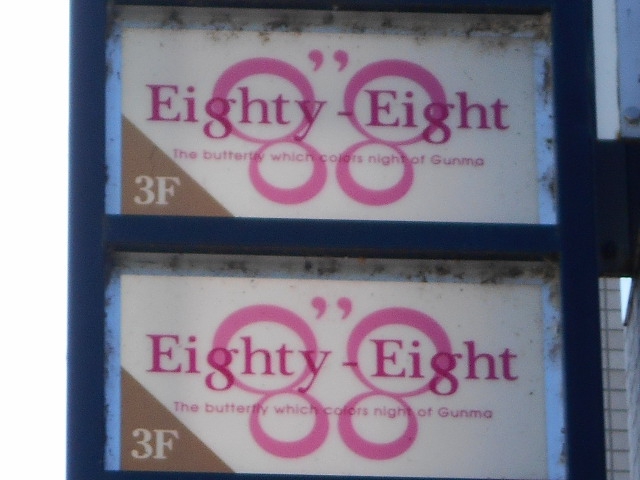 Eighty-Eight
The butterfly which colors night of Gunma
3F
Eighty-Eight
The butterfly which colors night of Gunma
3F